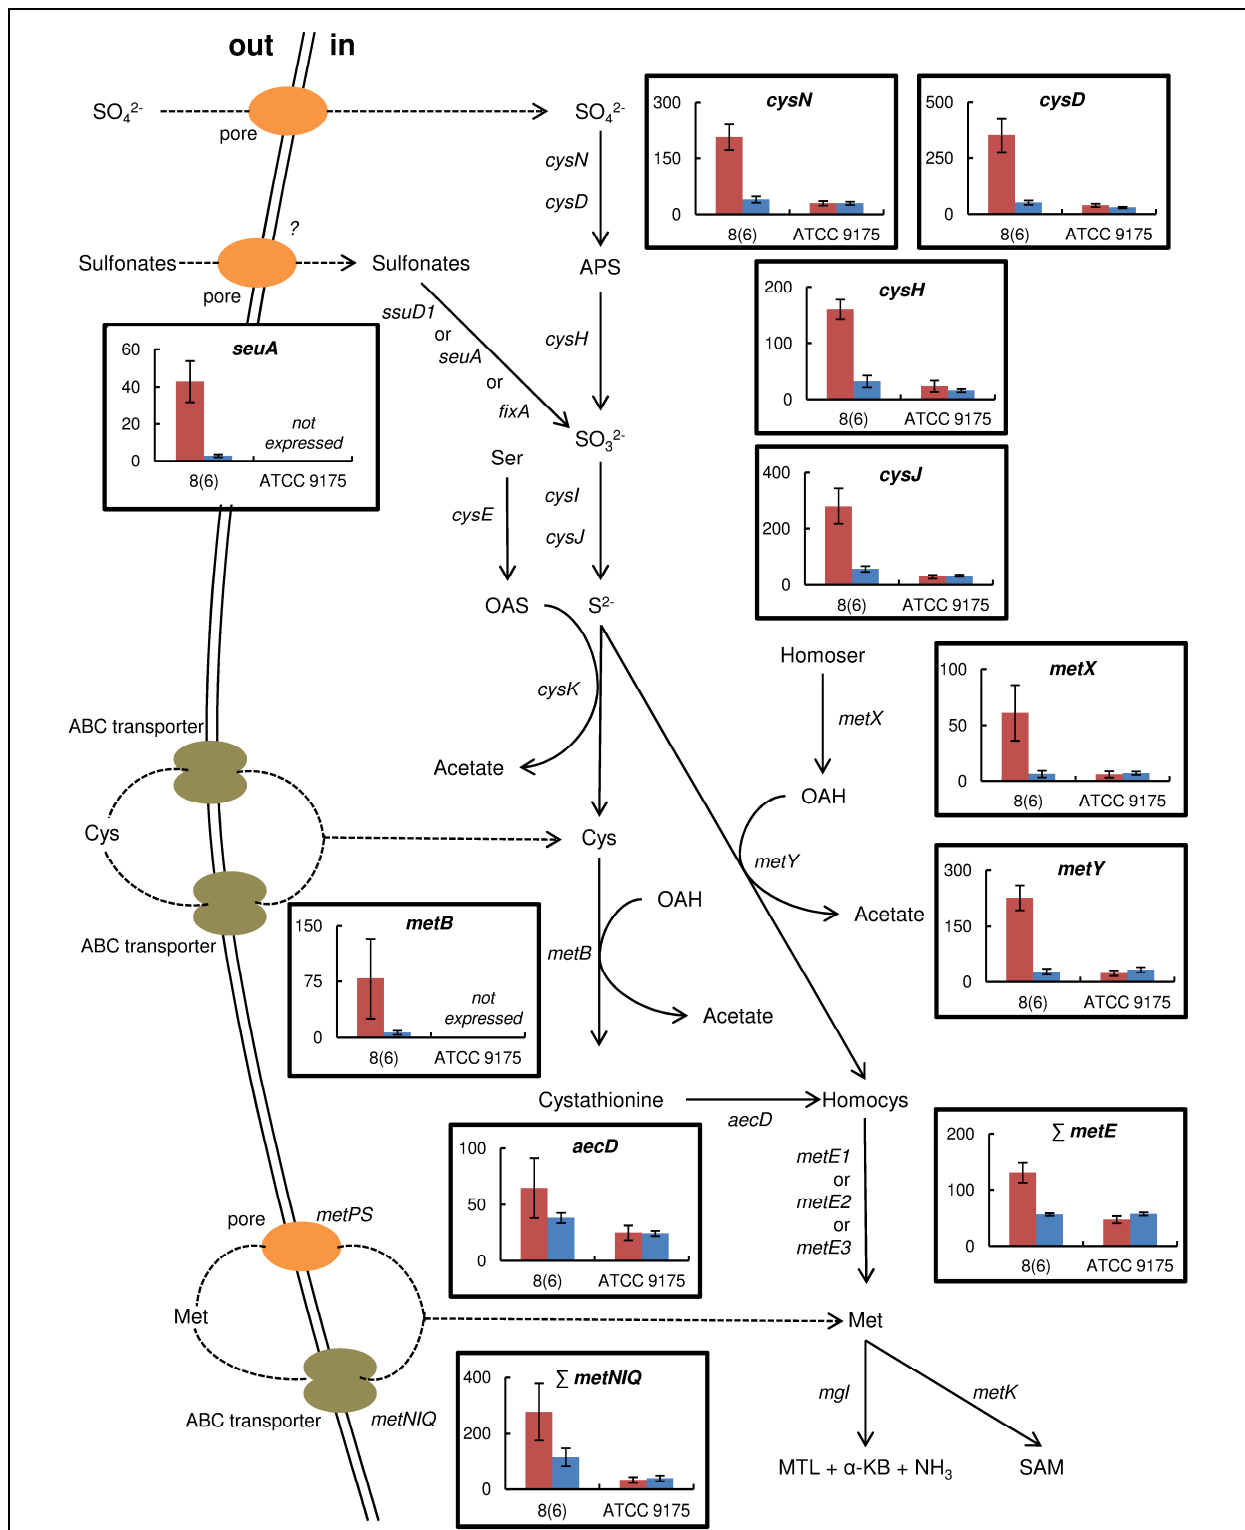 out in
SO₄²⁻
pore
SO₄²⁻
cysN
cysD
APS
?
Sulfonates
pore
Sulfonates
ssuD1
or
seuA
or
fixA
cysH
SO₃²⁻
cysN
300
150
0
8(6) ATCC 9175
cysD
500
250
0
8(6) ATCC 9175
cysH
200
100
0
8(6) ATCC 9175
seuA
60
40
20
0
not
expressed
8(6) ATCC 9175
Ser
cysE
OAS
cysI
cysJ
S²⁻
cysJ
400
200
0
8(6) ATCC 9175
cysK
Acetate
Homoser
metX
OAH
metX
100
50
0
8(6) ATCC 9175
ABC transporter
Cys
ABC transporter
Cys
metY
Acetate
metY
300
150
0
8(6) ATCC 9175
OAH
metB
Acetate
metB
150
75
0
not
expressed
8(6) ATCC 9175
Cystathionine
aecD
Homocys
aecD
100
50
0
8(6) ATCC 9175
metE1
or
metE2
or
metE3
∑ metE
200
100
0
8(6) ATCC 9175
pore
metPS
Met
ABC transporter
metNIQ
Met
∑ metNIQ
400
200
0
8(6) ATCC 9175
mgl
metK
MTL + α-KB + NH₃
SAM